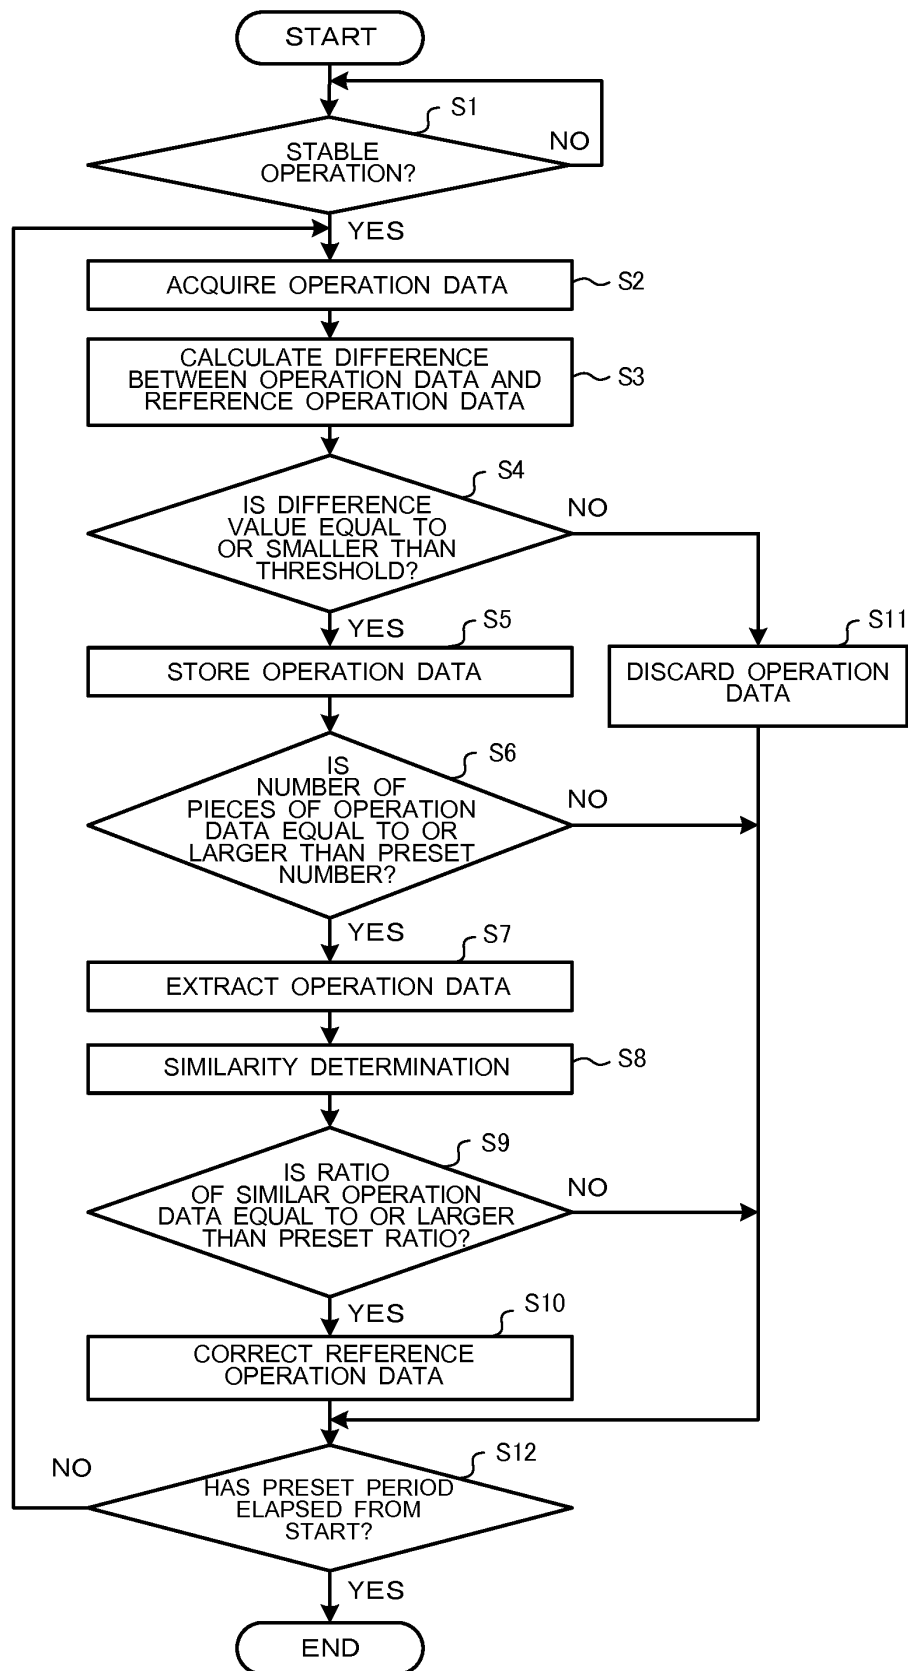 START
S1
STABLE
OPERATION?
NO
YES
ACQUIRE OPERATION DATA
S2
CALCULATE DIFFERENCE
BETWEEN OPERATION DATA AND
REFERENCE OPERATION DATA
S3
S4
IS DIFFERENCE
VALUE EQUAL TO
OR SMALLER THAN
THRESHOLD?
NO
YES
S5
STORE OPERATION DATA
S11
DISCARD OPERATION
DATA
S6
IS
NUMBER OF
PIECES OF OPERATION
DATA EQUAL TO OR
LARGER THAN PRESET
NUMBER?
NO
YES
S7
EXTRACT OPERATION DATA
SIMILARITY DETERMINATION
S8
S9
IS RATIO
OF SIMILAR OPERATION
DATA EQUAL TO OR LARGER
THAN PRESET RATIO?
NO
YES
S10
CORRECT REFERENCE
OPERATION DATA
S12
NO
HAS PRESET PERIOD
ELAPSED FROM
START?
YES
END